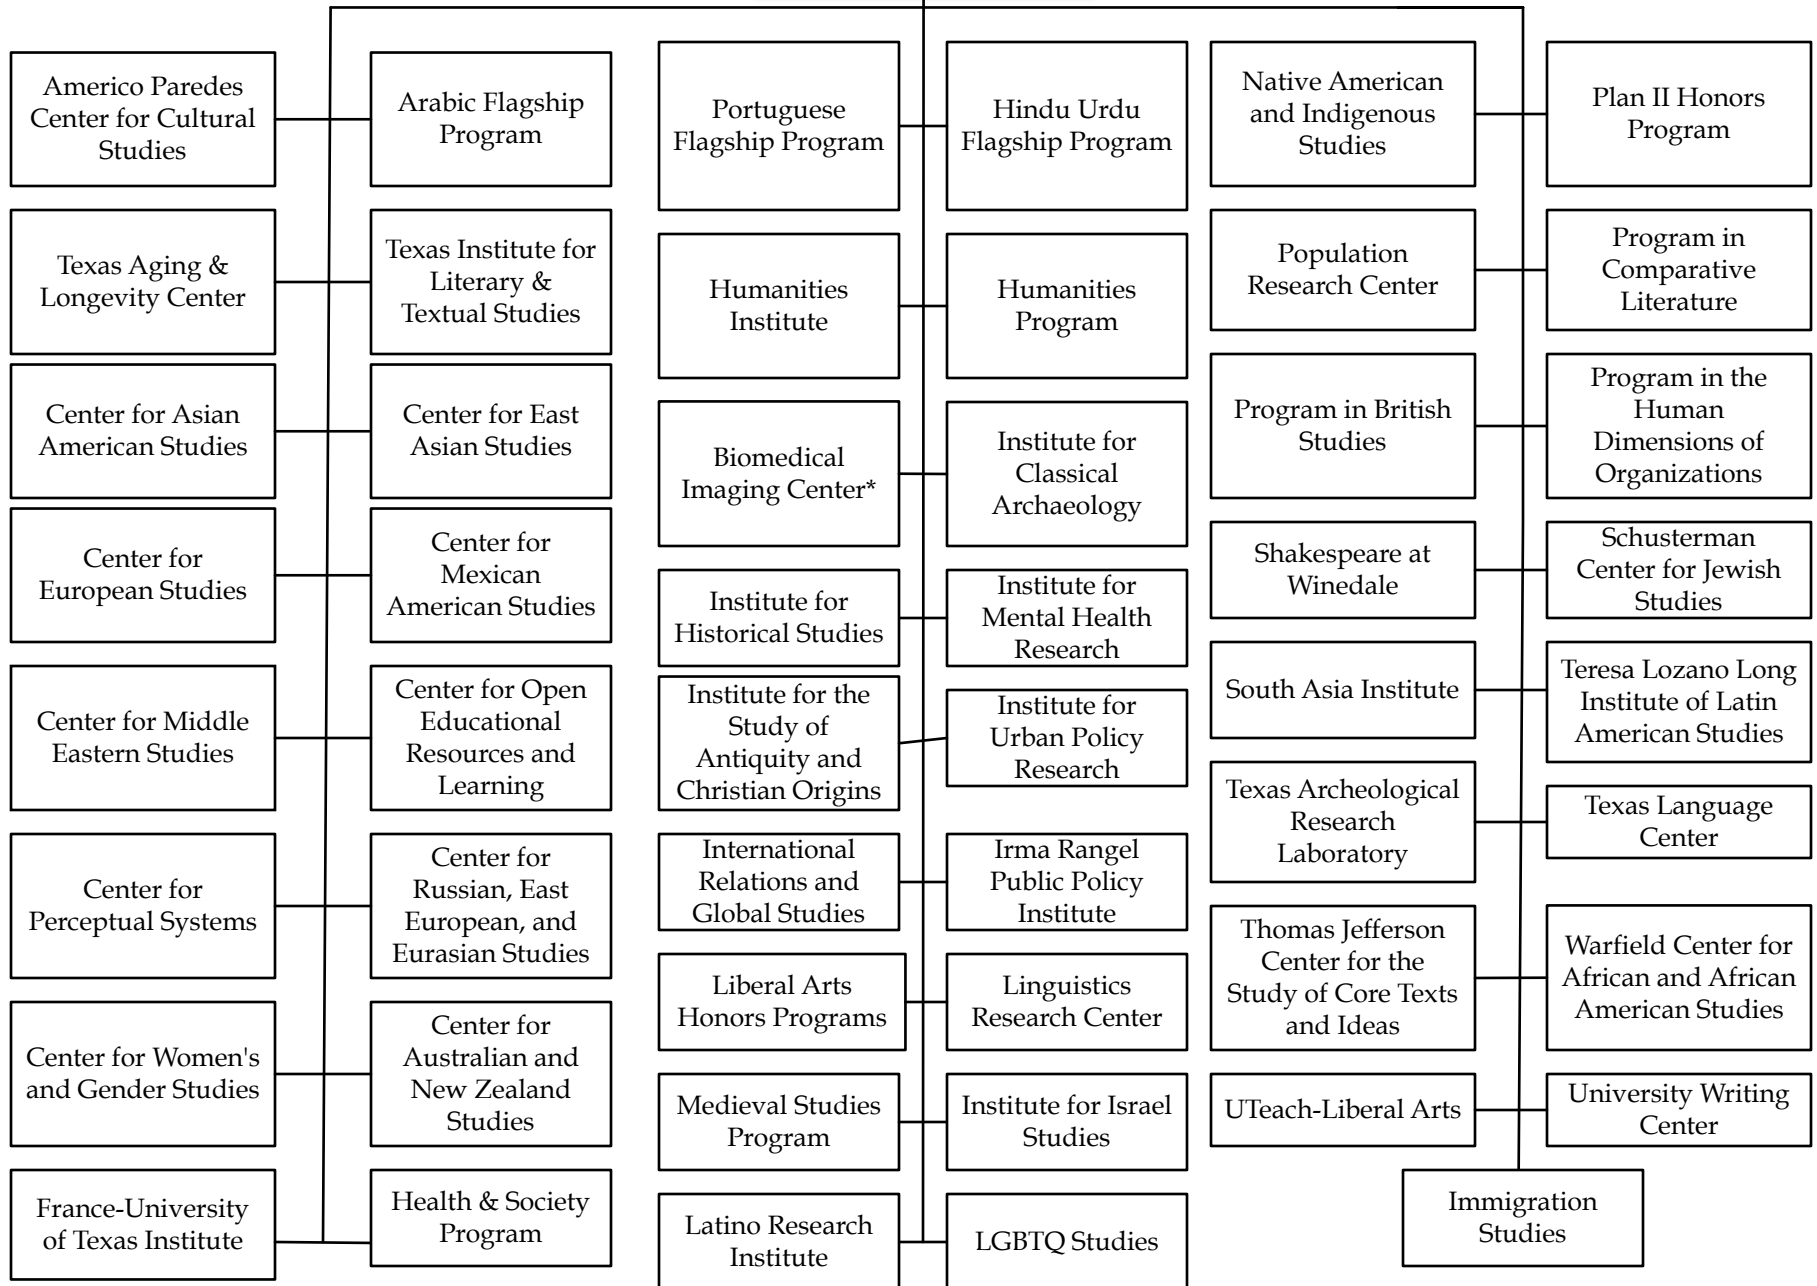 Americo Paredes
Center for Cultural
Studies
Arabic Flagship
Program
Texas Aging &
Longevity Center
Texas Institute for
Literary &
Textual Studies
Center for Asian
American Studies
Center for East
Asian Studies
Center for
European Studies
Center for
Mexican
American Studies
Center for Middle
Eastern Studies
Center for Open
Educational
Resources and
Learning
Center for
Perceptual Systems
Center for
Russian, East
European, and
Eurasian Studies
Center for Women's
and Gender Studies
Center for
Australian and
New Zealand
Studies
France-University
of Texas Institute
Health & Society
Program
Portuguese
Flagship Program
Hindu Urdu
Flagship Program
Humanities
Institute
Humanities
Program
Biomedical
Imaging Center*
Institute for
Classical
Archaeology
Institute for
Historical Studies
Institute for
Mental Health
Research
Institute for the
Study of
Antiquity and
Christian Origins
Institute for
Urban Policy
Research
International
Relations and
Global Studies
Irma Rangel
Public Policy
Institute
Liberal Arts
Honors Programs
Linguistics
Research Center
Medieval Studies
Program
Institute for Israel
Studies
Latino Research
Institute
LGBTQ Studies
Native American
and Indigenous
Studies
Plan II Honors
Program
Population
Research Center
Program in
Comparative
Literature
Program in British
Studies
Program in the
Human
Dimensions of
Organizations
Shakespeare at
Winedale
Schusterman
Center for Jewish
Studies
South Asia Institute
Teresa Lozano Long
Institute of Latin
American Studies
Texas Archeological
Research
Laboratory
Texas Language
Center
Thomas Jefferson
Center for the
Study of Core Texts
and Ideas
Warfield Center for
African and African
American Studies
UTeach-Liberal Arts
University Writing
Center
Immigration
Studies